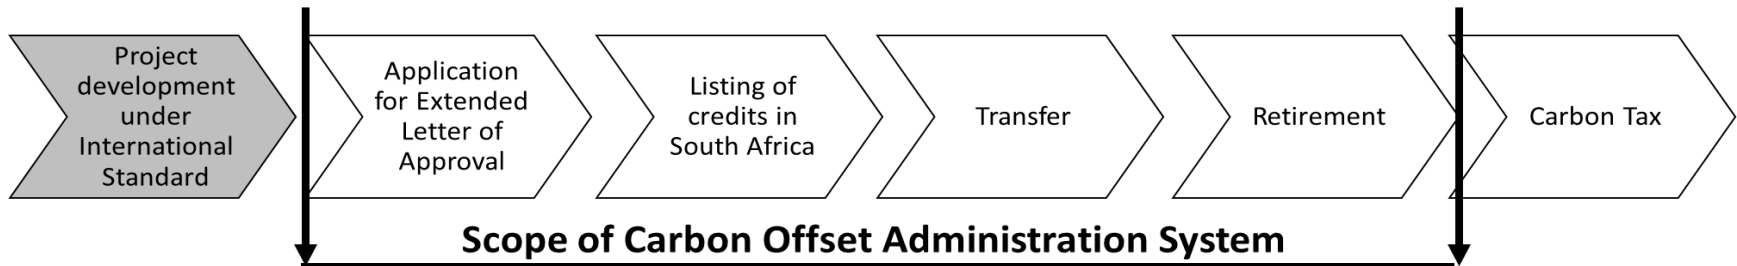 Project
development
under
International
Standard
Application
for Extended
Letter of
Approval
Listing of
credits in
South Africa
Transfer
Retirement
Carbon Tax
Scope of Carbon Offset Administration System